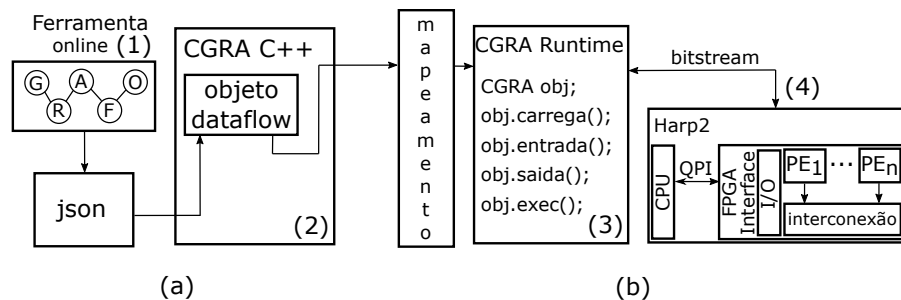 Ferramenta
online (1)
G
R
A
F
O
json
CGRA C++
objeto
dataflow
(2)
mapeamento
CGRA Runtime
CGRA obj;
obj.carrega();
obj.entrada();
obj.saida();
obj.exec();
(3)
bitstream
(4)
Harp2
CPU
QPI
FPGA
Interface
I/O
PE1
...
PEn
interconexão
(a)
(b)